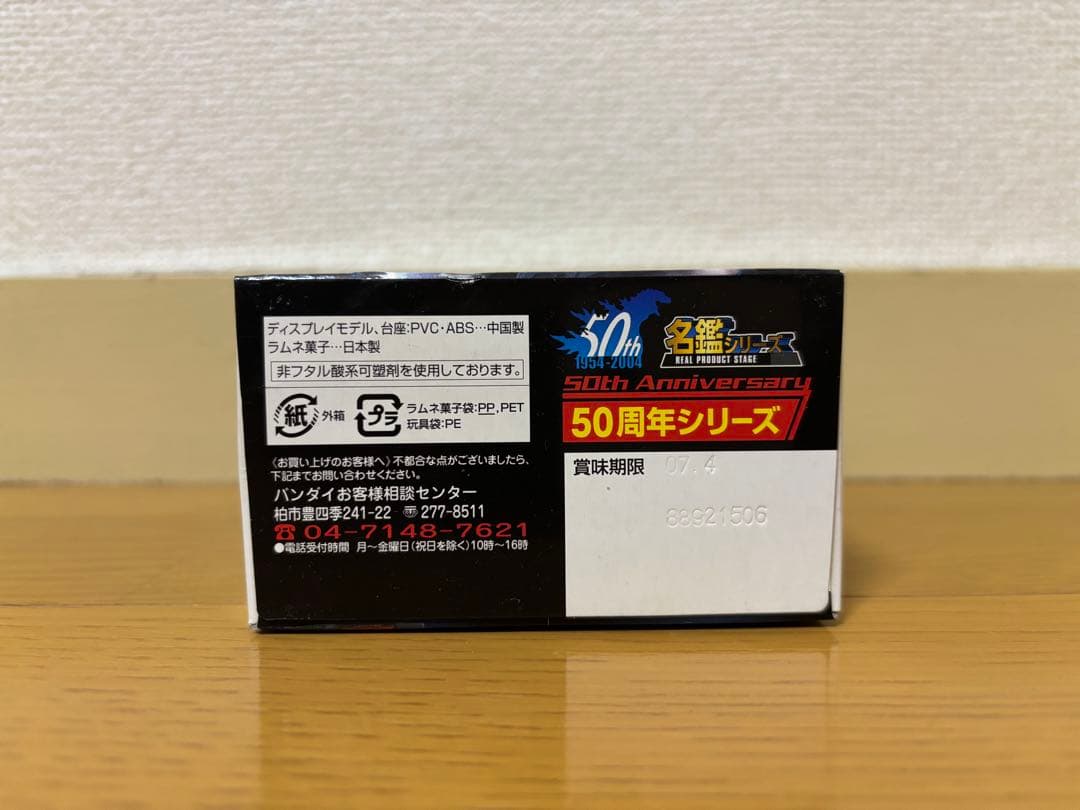 ディスプレイモデル、台座:PVC・ABS…中国製
ラムネ菓子…日本製
非フタル酸系可塑剤を使用しております。
紙 外箱
プラ ラムネ菓子袋:PP,PET
玩具袋:PE
《お買い上げのお客様へ》不都合な点がございましたら、
下記までお問い合わせください。
バンダイお客様相談センター
柏市豊四季241-22 〒277-8511
☎04-7148-7621
●電話受付時間 月〜金曜日(祝日を除く)10時〜16時
50th
1954-2004
名鑑シリーズ
REAL PRODUCT STAGE
50th Anniversary
50周年シリーズ
賞味期限 07.4
68921506